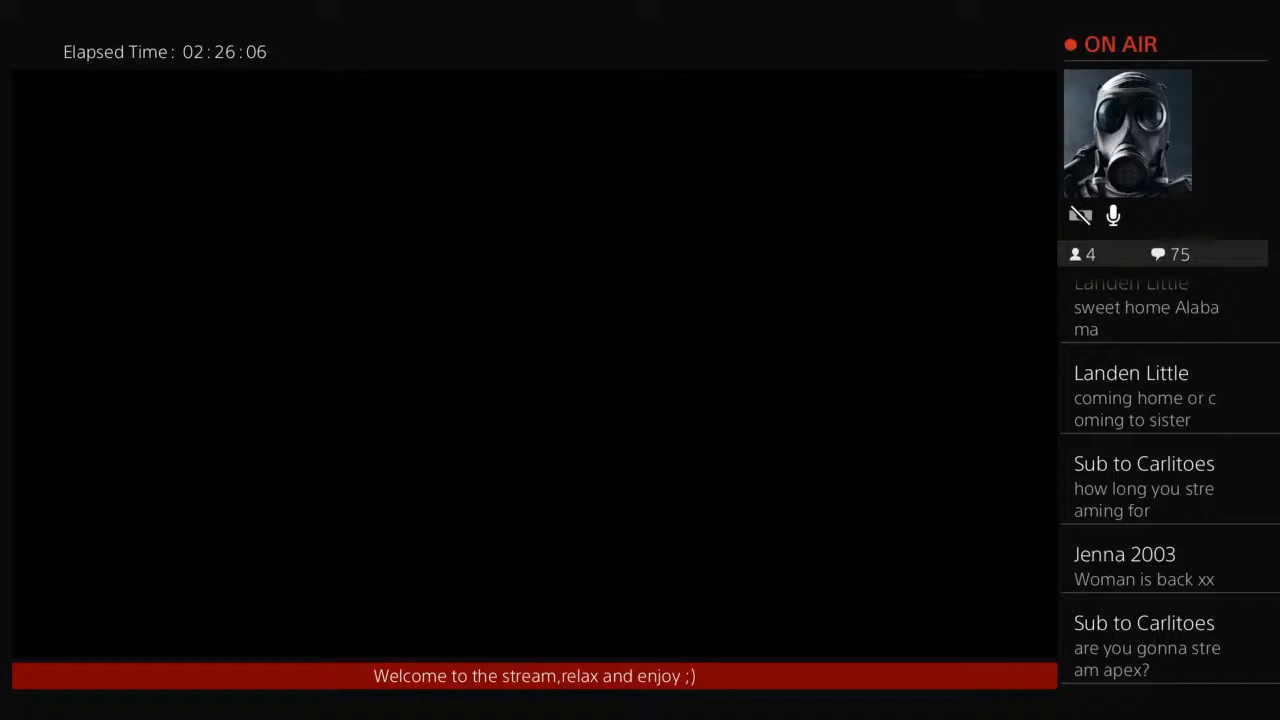 Elapsed Time: 02:26:06
ON AIR
4 75
Landen Little
sweet home Alaba
ma
Landen Little
coming home or c
oming to sister
Sub to Carlitoes
how long you stre
aming for
Jenna 2003
Woman is back xx
Sub to Carlitoes
are you gonna stre
am apex?
Welcome to the stream,relax and enjoy ;)